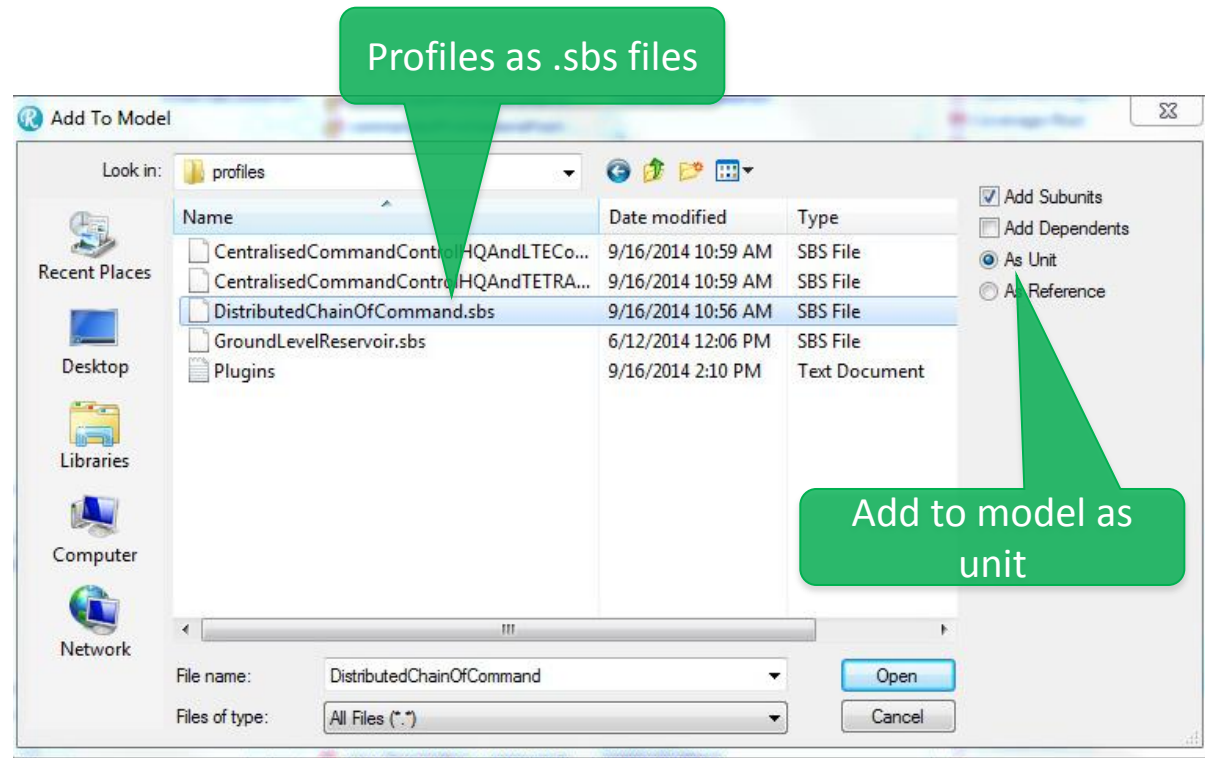 Profiles as .sbs files
Add To Model
Look in: profiles
Name Date modified Type
CentralisedCommandControlHQAndLTECo... 9/16/2014 10:59 AM SBS File
CentralisedCommandControlHQAndTETRA... 9/16/2014 10:59 AM SBS File
DistributedChainOfCommand.sbs 9/16/2014 10:56 AM SBS File
GroundLevelReservoir.sbs 6/12/2014 12:06 PM SBS File
Plugins 9/16/2014 2:10 PM Text Document
Recent Places
Desktop
Libraries
Computer
Network
Add Subunits
Add Dependents
As Unit
As Reference
Add to model as
unit
File name: DistributedChainOfCommand Open
Files of type: All Files (*.*) Cancel